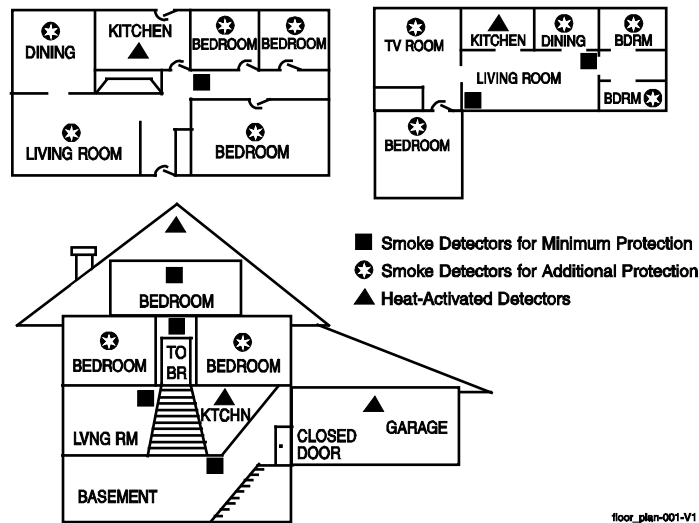 DINING
KITCHEN
BEDROOM
BEDROOM
LIVING ROOM
BEDROOM
TV ROOM
KITCHEN
DINING
BDRM
LIVING ROOM
BDRM
BEDROOM
Smoke Detectors for Minimum Protection
Smoke Detectors for Additional Protection
Heat-Activated Detectors
BEDROOM
BEDROOM
TO
BR
BEDROOM
LVNG RM
KTCHN
CLOSED
DOOR
GARAGE
BASEMENT
floor_plan-001-V1